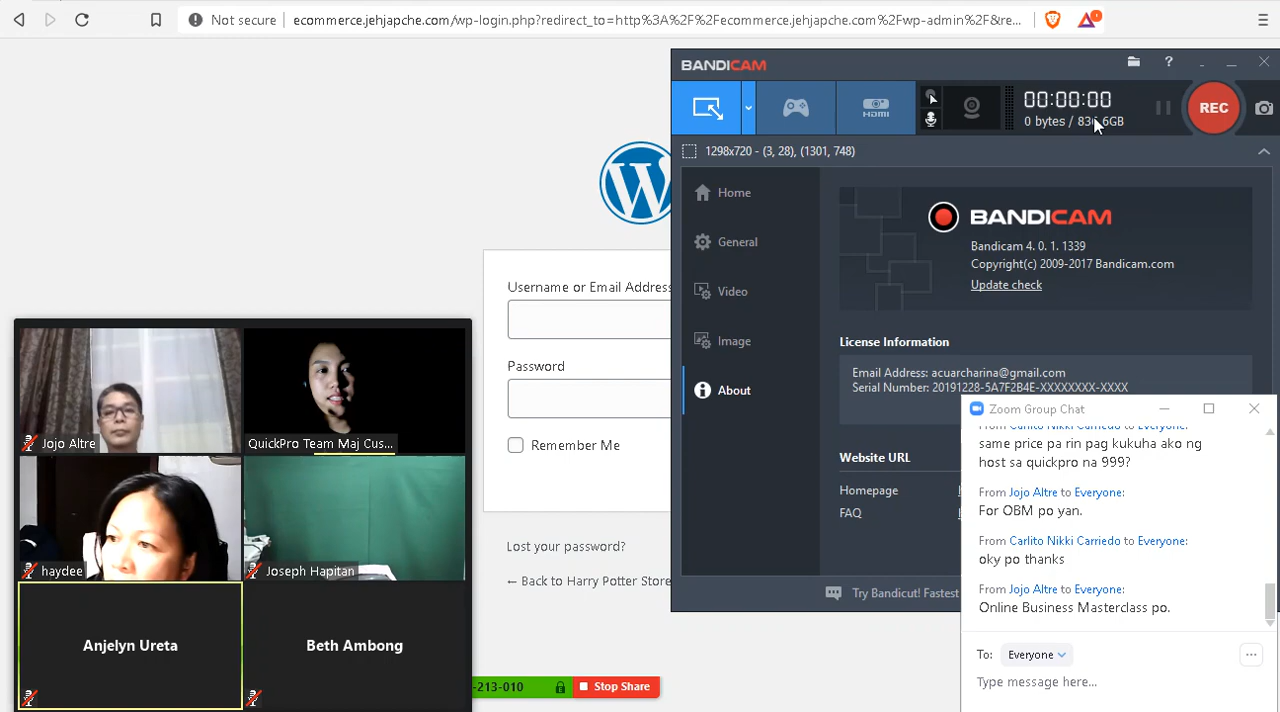 Not secure
ecommerce.jehjapche.com/wp-login.php?redirect_to=http%3A%2F%2Fecommerce.jehjapche.com%2Fwp-admin%2F&re...
BANDICAM
?
HDMI
00:00:00
0 bytes /
REC
1298x720 - (3, 28), (1301, 748)
Home
General
Video
Image
About
BANDICAM
Bandicam 4. 0. 1. 1339
Copyright(c) 2009-2017 Bandicam.com
Update check
License Information
Email Address: acuarcharina@gmail.com
Serial Number: 20191228-5A7F2B4E-XXXXXXXX-XXXX
Website URL
Homepage
FAQ
Try Bandicut! Fastest
Username or Email Address
Password
Remember Me
Lost your password?
← Back to Harry Potter Store
Jojo Altre
QuickPro Team Maj Cus...
haydee
Joseph Hapitan
Anjelyn Ureta
Beth Ambong
-213-010
Stop Share
Zoom Group Chat
From Carlito Nikki Carriedo to Everyone:
same price pa rin pag kukuha ako ng
host sa quickpro na 999?
From Jojo Altre to Everyone:
For OBM po yan.
From Carlito Nikki Carriedo to Everyone:
oky po thanks
From Jojo Altre to Everyone:
Online Business Masterclass po.
To: Everyone
Type message here...